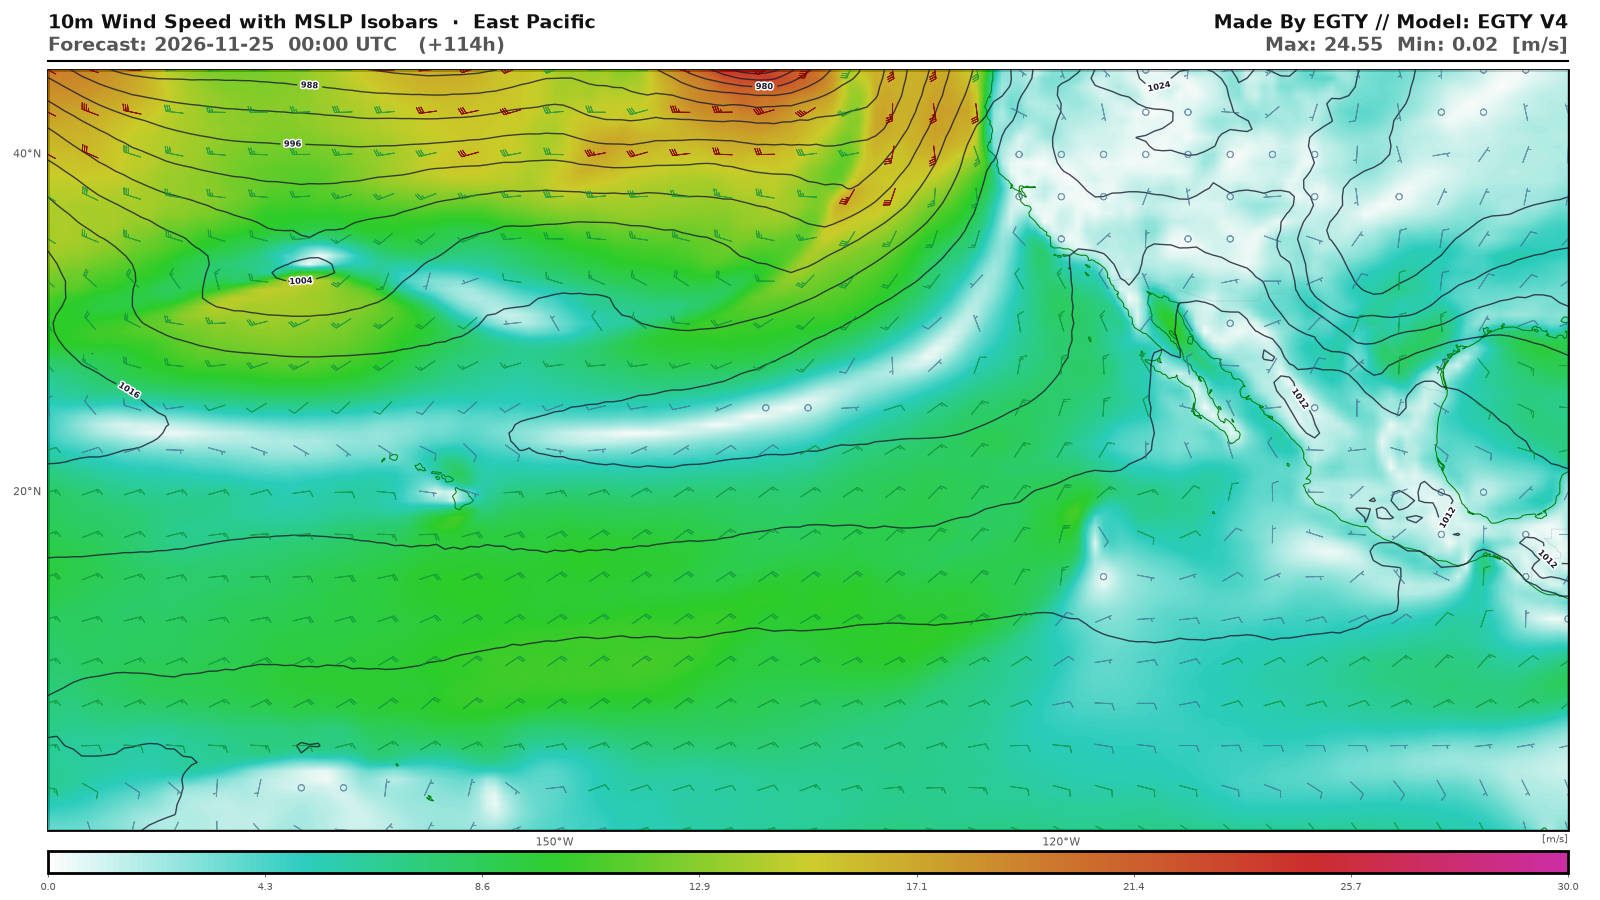 10m Wind Speed with MSLP Isobars · East Pacific
Made By EGTY // Model: EGTY V4
Forecast: 2026-11-25 00:00 UTC (+114h)
Max: 24.55 Min: 0.02 [m/s]
988
980
1024
996
40°N
1004
1016
1012
20°N
1012
1012
150°W
120°W
[m/s]
0.0
4.3
8.6
12.9
17.1
21.4
25.7
30.0